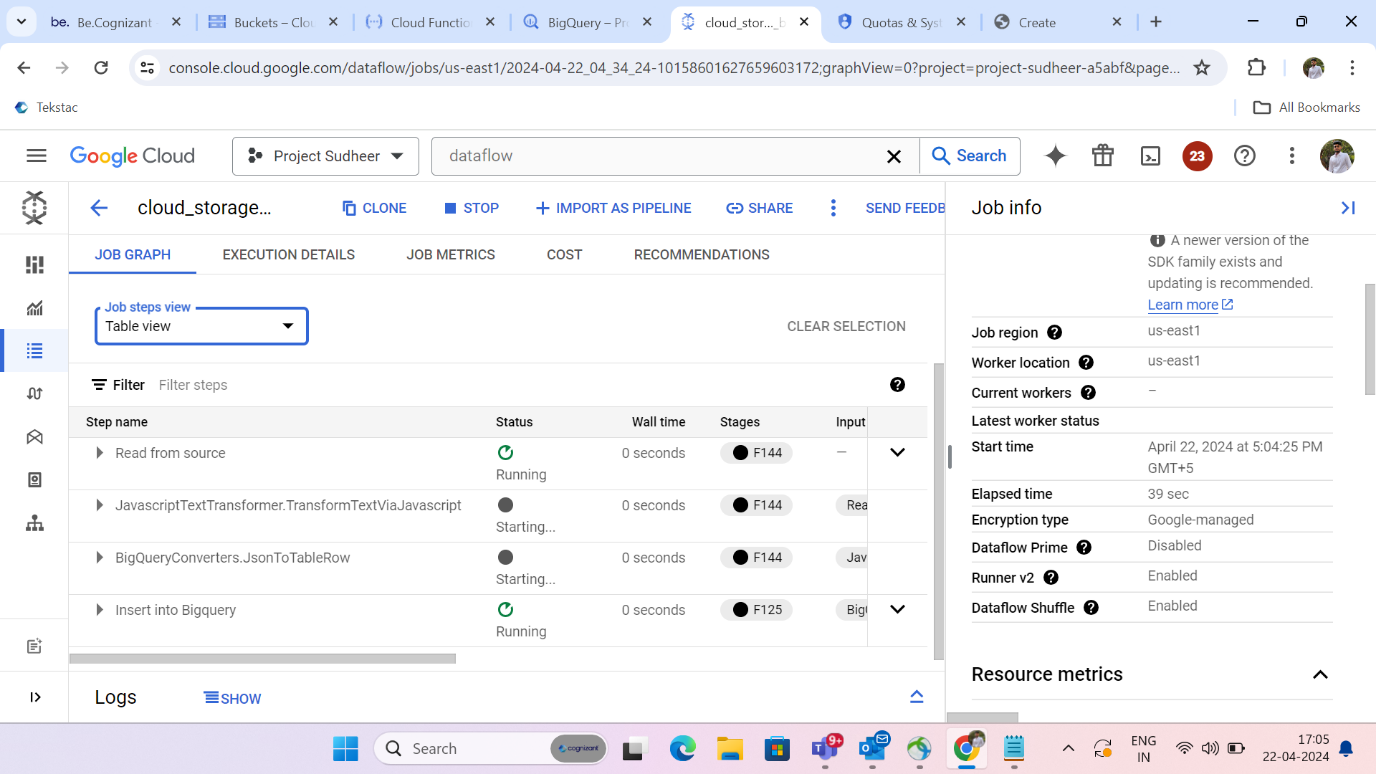 be. Be.Cognizant -
Buckets – Clou
Cloud Functio
BigQuery – Pr
cloud_stor..._b
Quotas & Syst
Create
console.cloud.google.com/dataflow/jobs/us-east1/2024-04-22_04_34_24-10158601627659603172;graphView=0?project=project-sudheer-a5abf&page...
Tekstac
All Bookmarks
Google Cloud
Project Sudheer
dataflow
Search
23
cloud_storage...
CLONE
STOP
IMPORT AS PIPELINE
SHARE
SEND FEEDB
JOB GRAPH
EXECUTION DETAILS
JOB METRICS
COST
RECOMMENDATIONS
Job steps view
Table view
CLEAR SELECTION
Filter Filter steps
Step name Status Wall time Stages Input
Read from source Running 0 seconds F144 –
JavascriptTextTransformer.TransformTextViaJavascript Starting... 0 seconds F144 Rea
BigQueryConverters.JsonToTableRow Starting... 0 seconds F144 Jav
Insert into Bigquery Running 0 seconds F125 Big
Logs SHOW
Job info
A newer version of the
SDK family exists and
updating is recommended.
Learn more
Job region us-east1
Worker location us-east1
Current workers –
Latest worker status
Start time April 22, 2024 at 5:04:25 PM
GMT+5
Elapsed time 39 sec
Encryption type Google-managed
Dataflow Prime Disabled
Runner v2 Enabled
Dataflow Shuffle Enabled
Resource metrics
Search
cognizant
9+
ENG
IN
17:05
22-04-2024